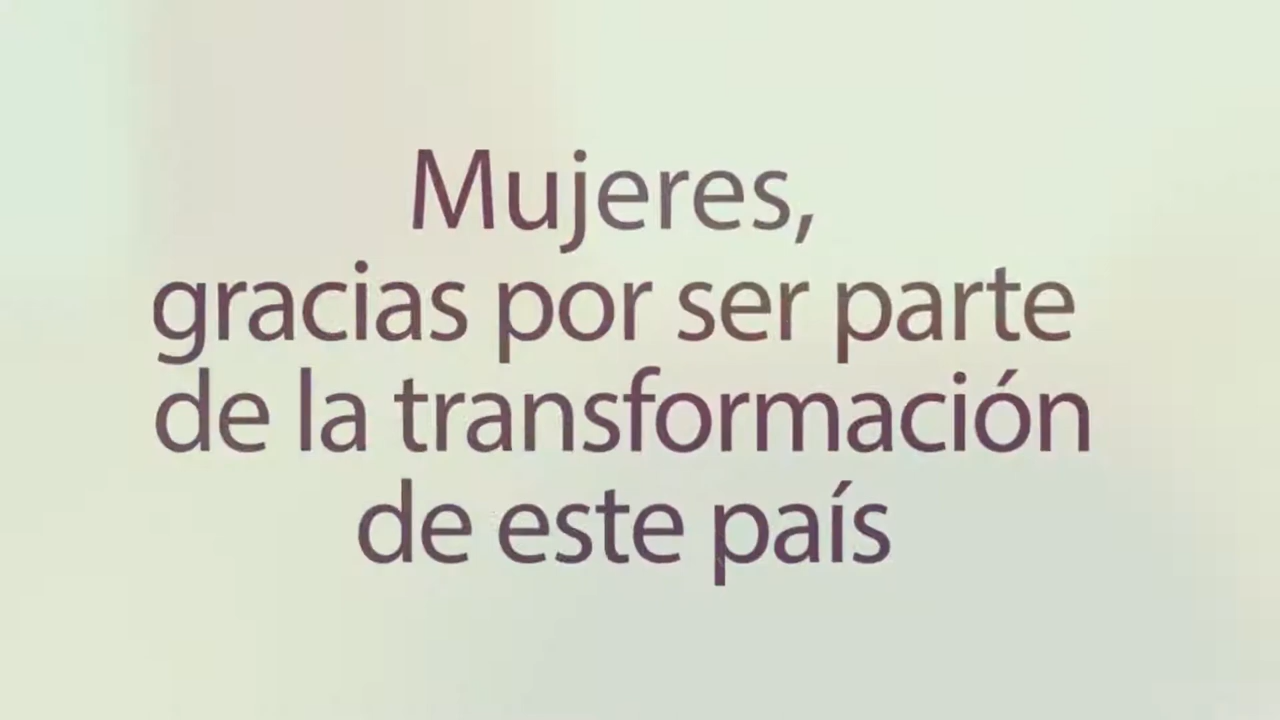 Mujeres,
gracias por ser parte
de la transformación
de este país